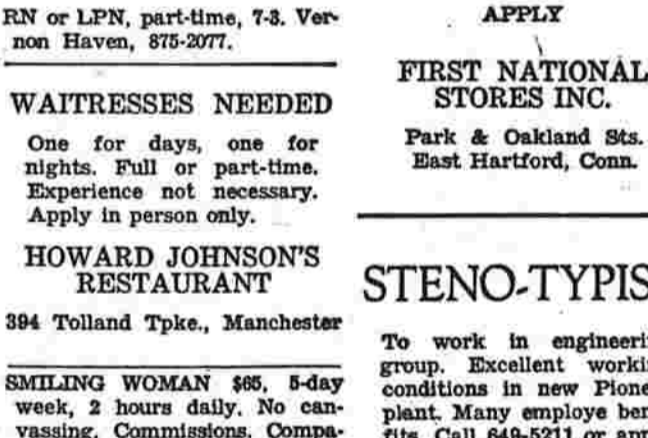 RN or LPN, part-time, 7-3. Ver-
non Haven, 875-2077.
WAITRESSES NEEDED
One for days, one for
nights. Full or part-time.
Experience not necessary.
Apply in person only.
HOWARD JOHNSON'S
RESTAURANT
394 Tolland Tpke., Manchester
SMILING WOMAN $65, 5-day
week, 2 hours daily. No can-
vassing. Commissions. Compa-
APPLY
FIRST NATIONAL
STORES INC.
Park & Oakland Sts.
East Hartford, Conn.
STENO-TYPIS
To work in engineeri
group. Excellent workin
conditions in new Pione
plant. Many employe ben
fits. Call 649-5211 or app